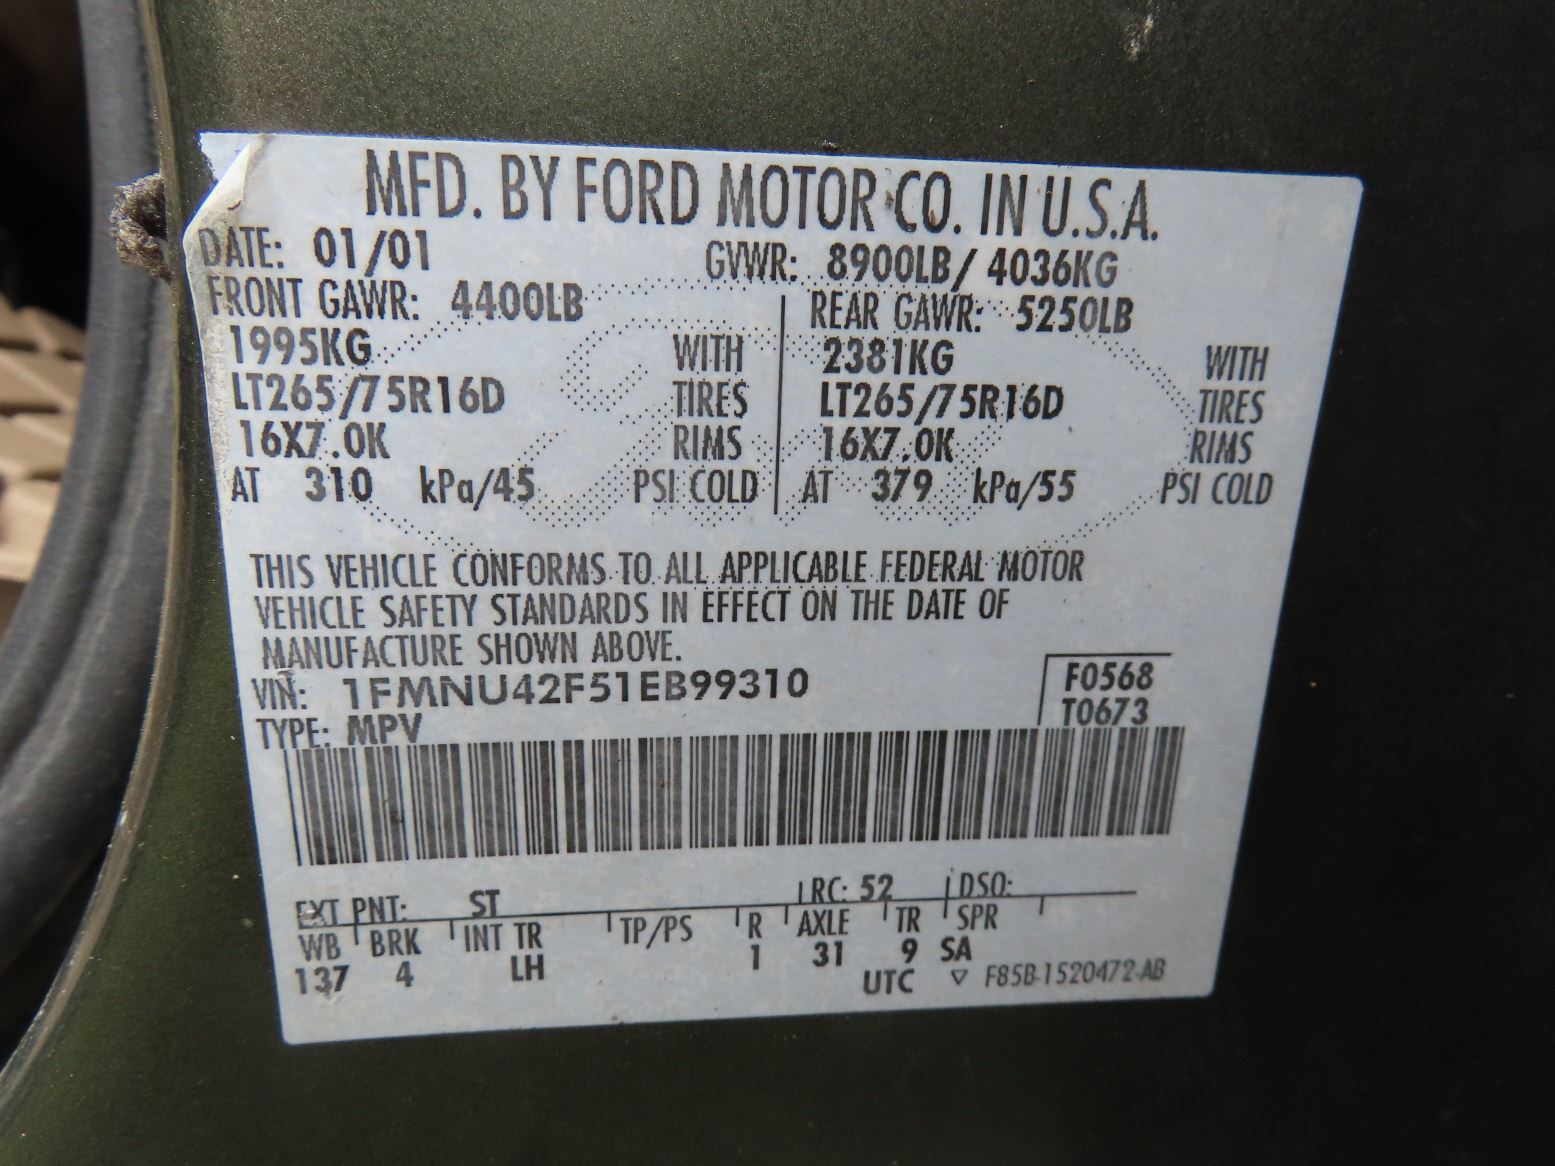 MFD. BY FORD MOTOR CO. IN U.S.A.
DATE: 01/01 GVWR: 8900LB/ 4036KG
FRONT GAWR: 4400LB REAR GAWR: 5250LB
1995KG WITH 2381KG WITH
LT265/75R16D TIRES LT265/75R16D TIRES
16X7.0K RIMS 16X7.0K RIMS
AT 310 kPa/45 PSI COLD AT 379 kPa/55 PSI COLD
THIS VEHICLE CONFORMS TO ALL APPLICABLE FEDERAL MOTOR
VEHICLE SAFETY STANDARDS IN EFFECT ON THE DATE OF
MANUFACTURE SHOWN ABOVE.
VIN: 1FMNU42F51EB99310 F0568
TYPE: MPV T0673
EXT PNT: ST RC: 52 DSO:
WB BRK INT TR TP/PS R AXLE TR SPR
137 4 LH 1 31 9 SA
UTC ▽ F85B-1520472-AB